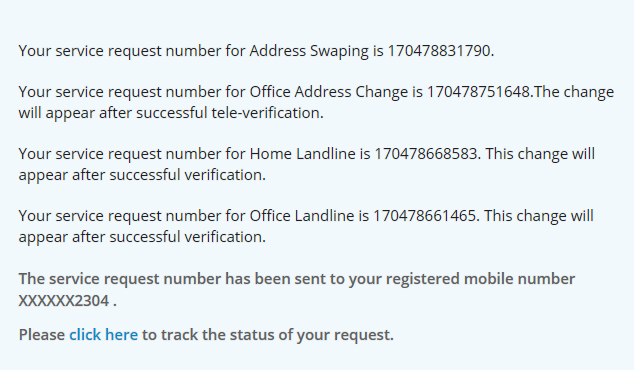 Your service request number for Address Swaping is 170478831790.
Your service request number for Office Address Change is 170478751648.The change
will appear after successful tele-verification.
Your service request number for Home Landline is 170478668583. This change will
appear after successful verification.
Your service request number for Office Landline is 170478661465. This change will
appear after successful verification.
The service request number has been sent to your registered mobile number
XXXXXX2304 .
Please click here to track the status of your request.